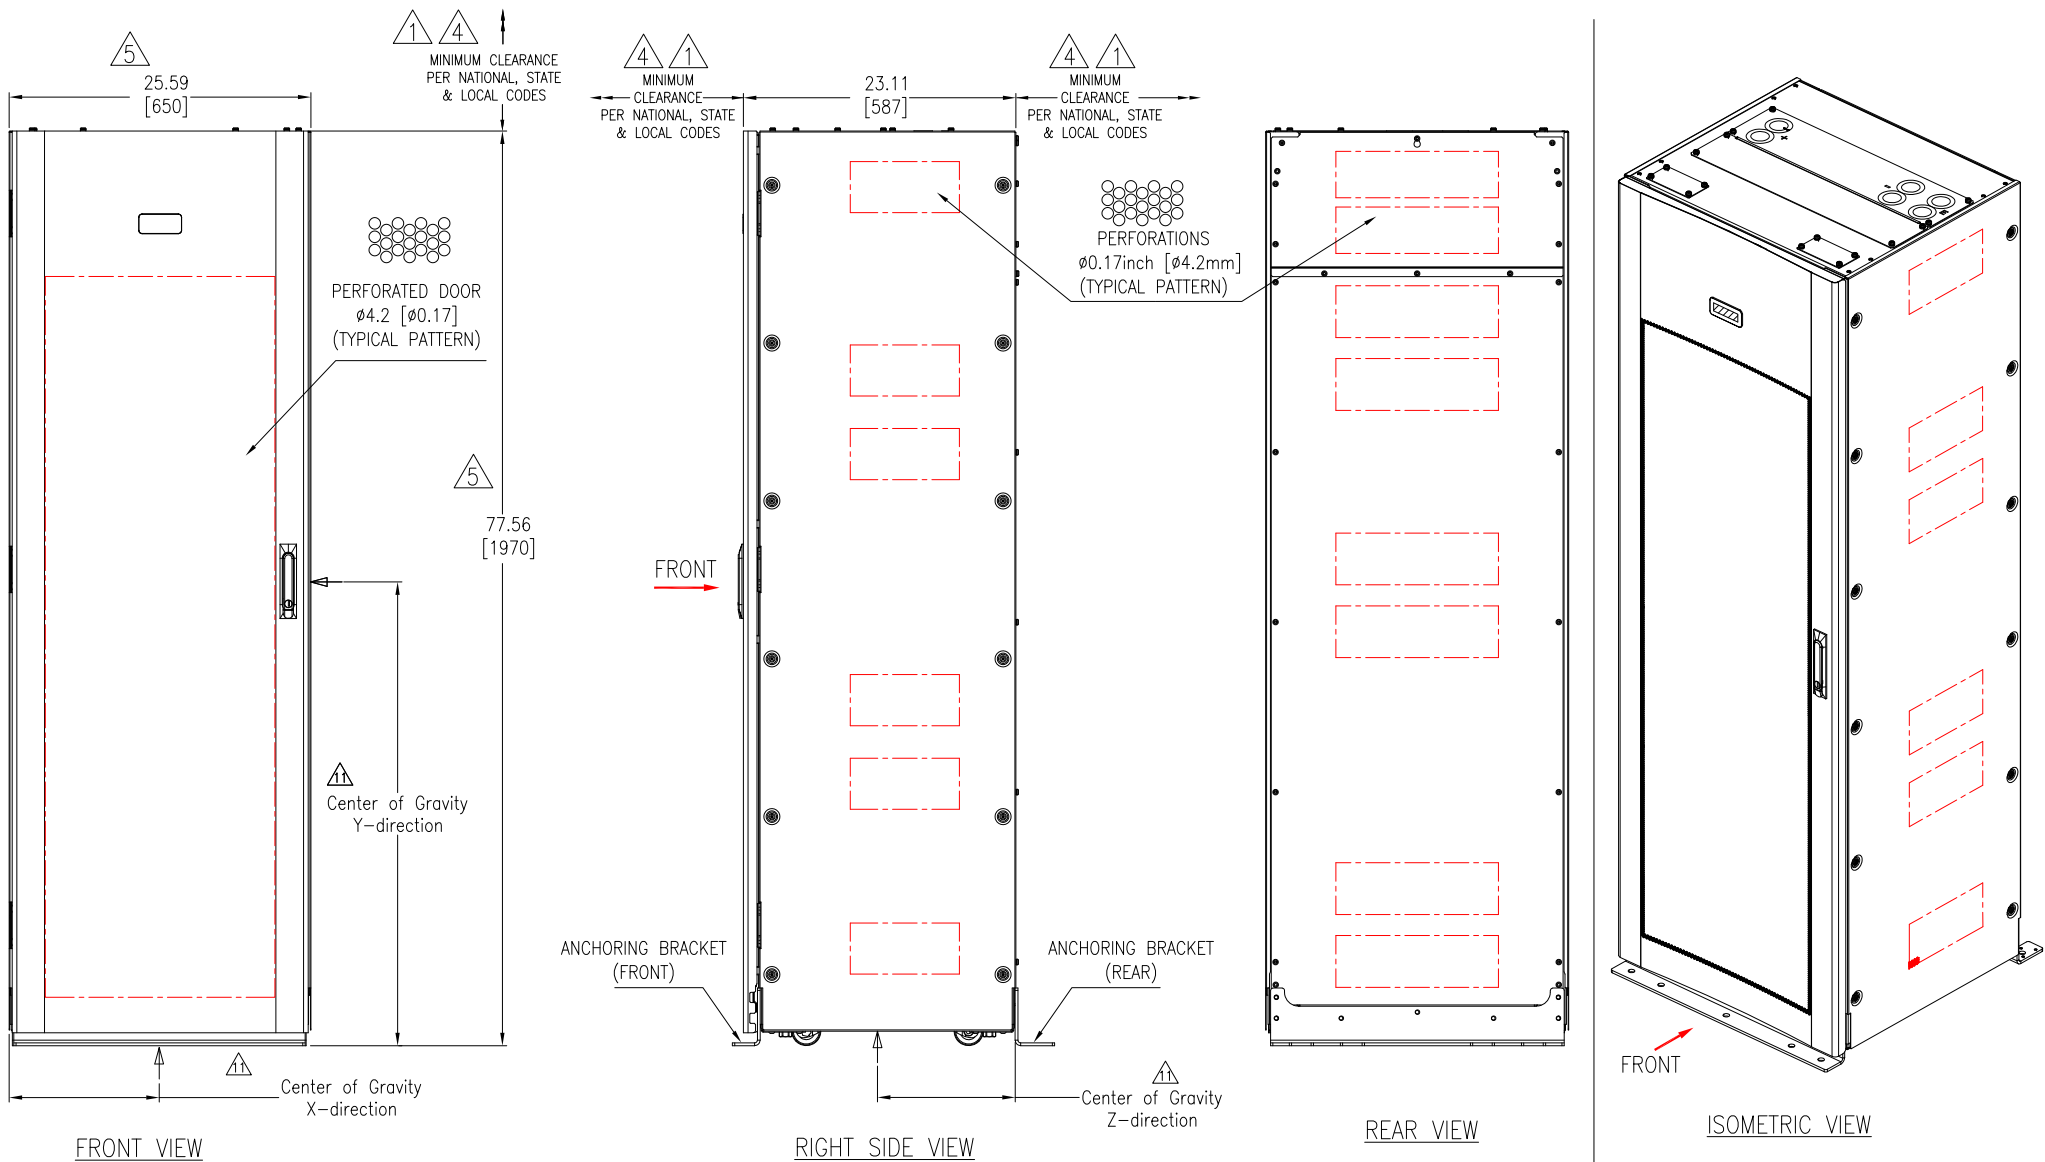 5
25.59
[650]
1 4
MINIMUM CLEARANCE
PER NATIONAL, STATE
& LOCAL CODES
PERFORATED DOOR
ø4.2 [ø0.17]
(TYPICAL PATTERN)
5
77.56
[1970]
11
Center of Gravity
Y-direction
11
Center of Gravity
X-direction
FRONT VIEW
4 1
MINIMUM
CLEARANCE
PER NATIONAL, STATE
& LOCAL CODES
23.11
[587]
4 1
MINIMUM
CLEARANCE
PER NATIONAL, STATE
& LOCAL CODES
PERFORATIONS
ø0.17inch [ø4.2mm]
(TYPICAL PATTERN)
FRONT
ANCHORING BRACKET
(FRONT)
ANCHORING BRACKET
(REAR)
11
Center of Gravity
Z-direction
RIGHT SIDE VIEW
REAR VIEW
FRONT
ISOMETRIC VIEW